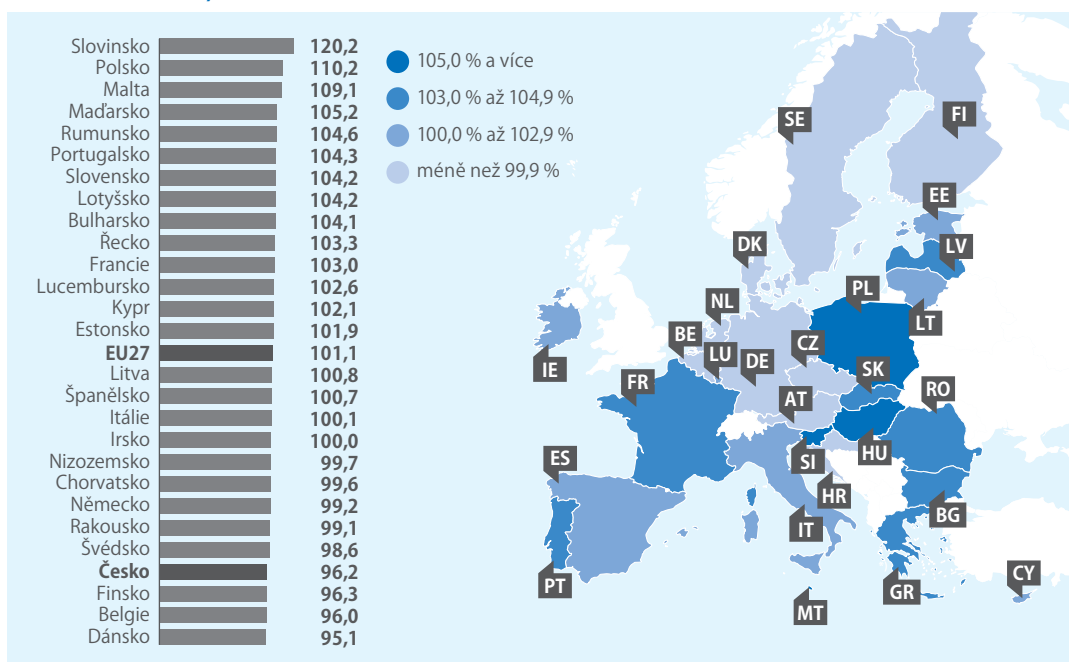 Slovinsko 120,2
Polsko 110,2
Malta 109,1
Maďarsko 105,2
Rumunsko 104,6
Portugalsko 104,3
Slovensko 104,2
Lotyšsko 104,2
Bulharsko 104,1
Řecko 103,3
Francie 103,0
Lucembursko 102,6
Kypr 102,1
Estonsko 101,9
EU27 101,1
Litva 100,8
Španělsko 100,7
Itálie 100,1
Irsko 100,0
Nizozemsko 99,7
Chorvatsko 99,6
Německo 99,2
Rakousko 99,1
Švédsko 98,6
Česko 96,2
Finsko 96,3
Belgie 96,0
Dánsko 95,1
105,0 % a více
103,0 % až 104,9 %
100,0 % až 102,9 %
méně než 99,9 %
SE
FI
EE
DK
LV
PL
NL
LT
BE
CZ
LU
DE
IE
SK
FR
RO
AT
HU
SI
ES
HR
BG
IT
PT
CY
GR
MT